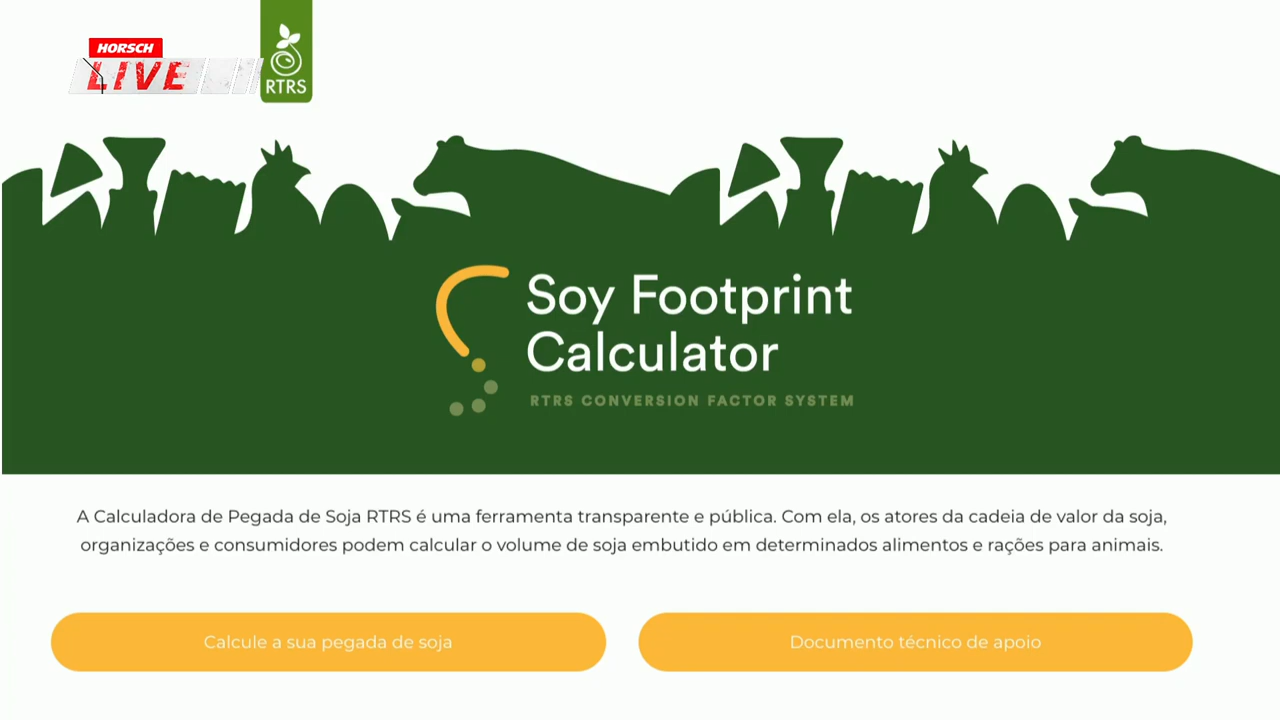 HORSCH
LIVE
RTRS
Soy Footprint
Calculator
RTRS CONVERSION FACTOR SYSTEM
A Calculadora de Pegada de Soja RTRS é uma ferramenta transparente e pública. Com ela, os atores da cadeia de valor da soja,
organizações e consumidores podem calcular o volume de soja embutido em determinados alimentos e rações para animais.
Calcule a sua pegada de soja
Documento técnico de apoio